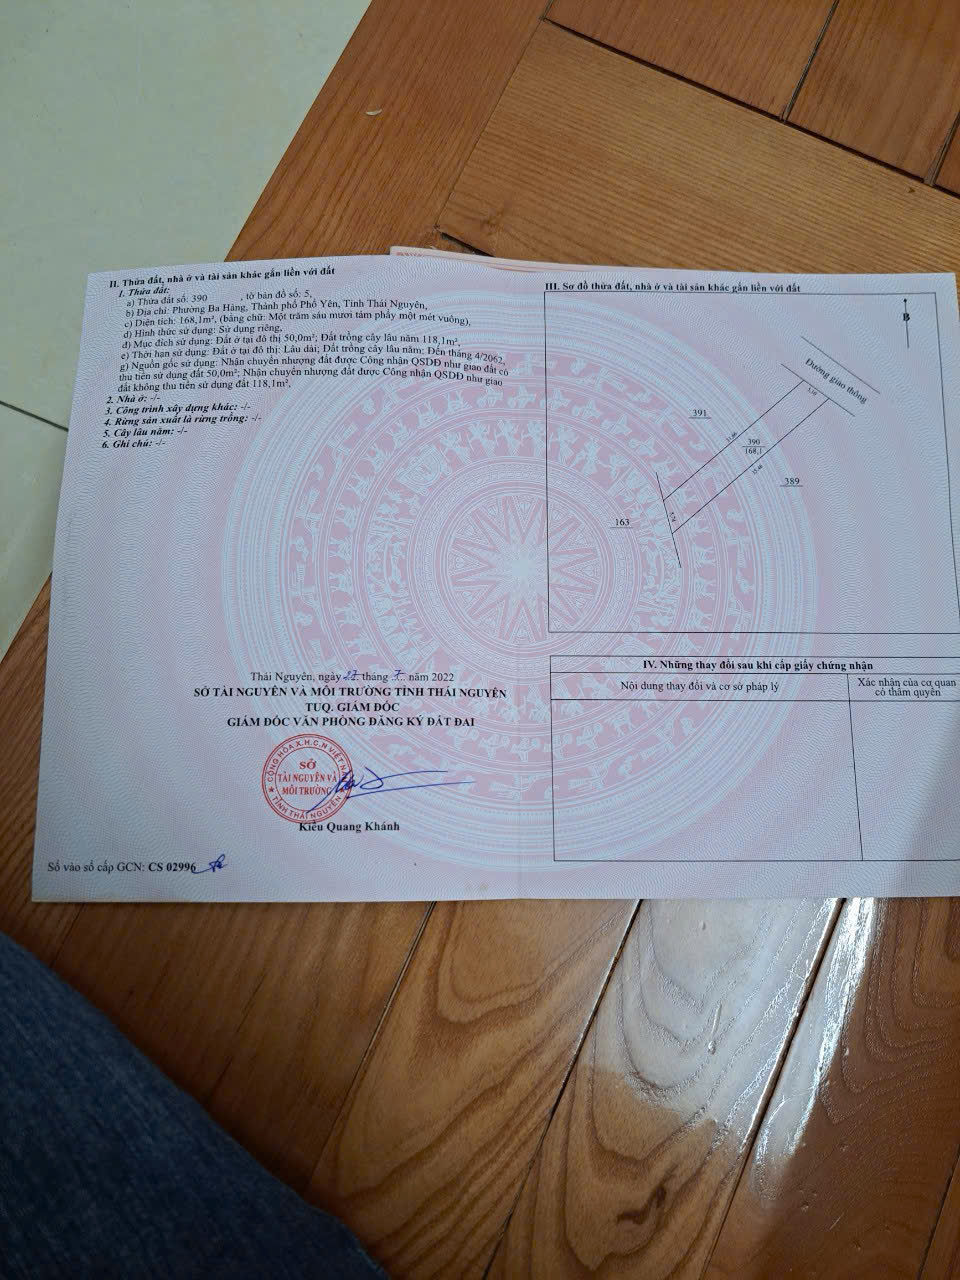 II. Thửa đất, nhà ở và tài sản khác gắn liền với đất
1. Thửa đất:
a) Thửa đất số: 390 , tờ bản đồ số: 5,
b) Địa chỉ: Phường Ba Hàng, Thành phố Phổ Yên, Tỉnh Thái Nguyên,
c) Diện tích: 168,1m², (bằng chữ: Một trăm sáu mươi tám phẩy một mét vuông),
d) Hình thức sử dụng: Sử dụng riêng,
đ) Mục đích sử dụng: Đất ở tại đô thị 50,0m²; Đất trồng cây lâu năm 118,1m²,
e) Thời hạn sử dụng: Đất ở tại đô thị: Lâu dài; Đất trồng cây lâu năm: Đến tháng 4/2062,
g) Nguồn gốc sử dụng: Nhận chuyển nhượng đất được Công nhận QSDĐ như giao đất có
thu tiền sử dụng đất 50,0m²; Nhận chuyển nhượng đất được Công nhận QSDĐ như giao
đất không thu tiền sử dụng đất 118,1m²,
2. Nhà ở: -/-
3. Công trình xây dựng khác: -/-
4. Rừng sản xuất là rừng trồng: -/-
5. Cây lâu năm: -/-
6. Ghi chú: -/-
Thái Nguyên, ngày 27 tháng 7 năm 2022
SỞ TÀI NGUYÊN VÀ MÔI TRƯỜNG TỈNH THÁI NGUYÊN
TUQ. GIÁM ĐỐC
GIÁM ĐỐC VĂN PHÒNG ĐĂNG KÝ ĐẤT ĐAI
CỘNG HÒA X.H.C.N VIỆT NAM
SỞ
TÀI NGUYÊN VÀ
MÔI TRƯỜNG
TỈNH THÁI NGUYÊN
Kiều Quang Khánh
Số vào sổ cấp GCN: CS 02996
III. Sơ đồ thửa đất, nhà ở và tài sản khác gắn liền với đất
B
Đường giao thông
391
390
168,1
389
163
IV. Những thay đổi sau khi cấp giấy chứng nhận
Nội dung thay đổi và cơ sở pháp lý
Xác nhận của cơ quan
có thẩm quyền